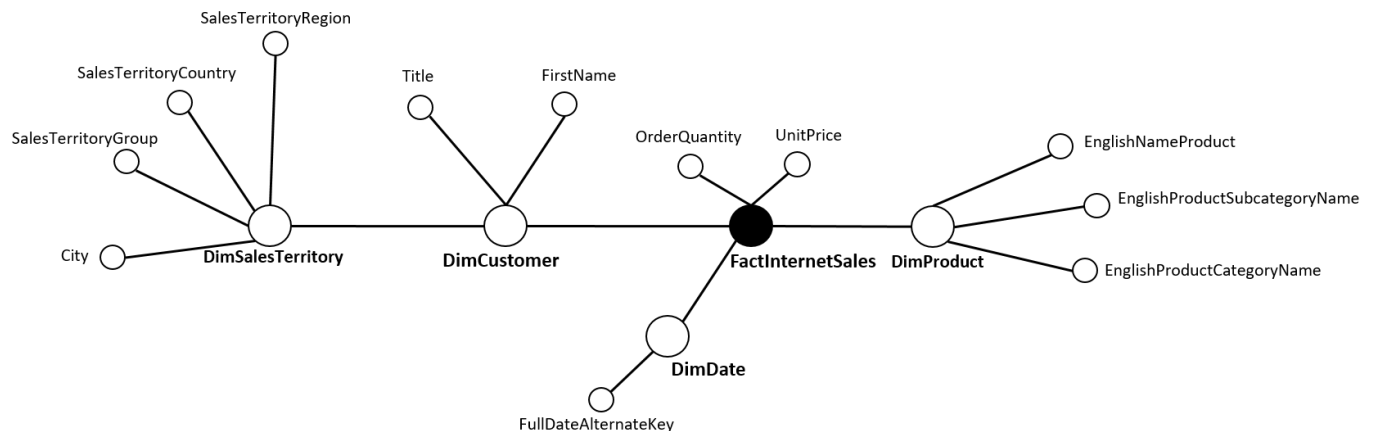 SalesTerritoryRegion
SalesTerritoryCountry
Title
FirstName
SalesTerritoryGroup
OrderQuantity
UnitPrice
EnglishNameProduct
EnglishProductSubcategoryName
City
DimSalesTerritory
DimCustomer
FactInternetSales
DimProduct
EnglishProductCategoryName
DimDate
FullDateAlternateKey